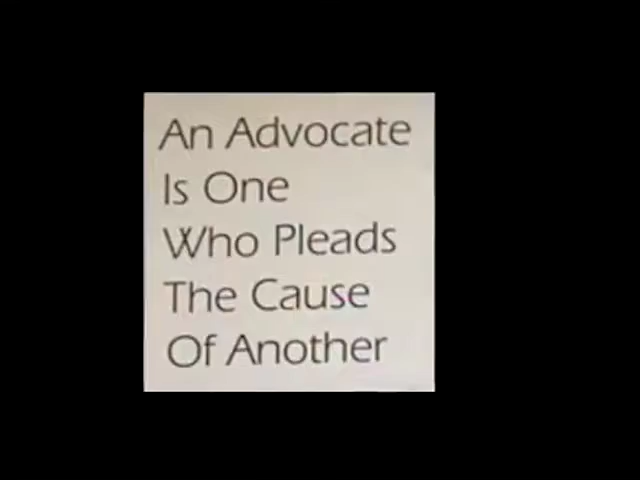 An Advocate
Is One
Who Pleads
The Cause
Of Another